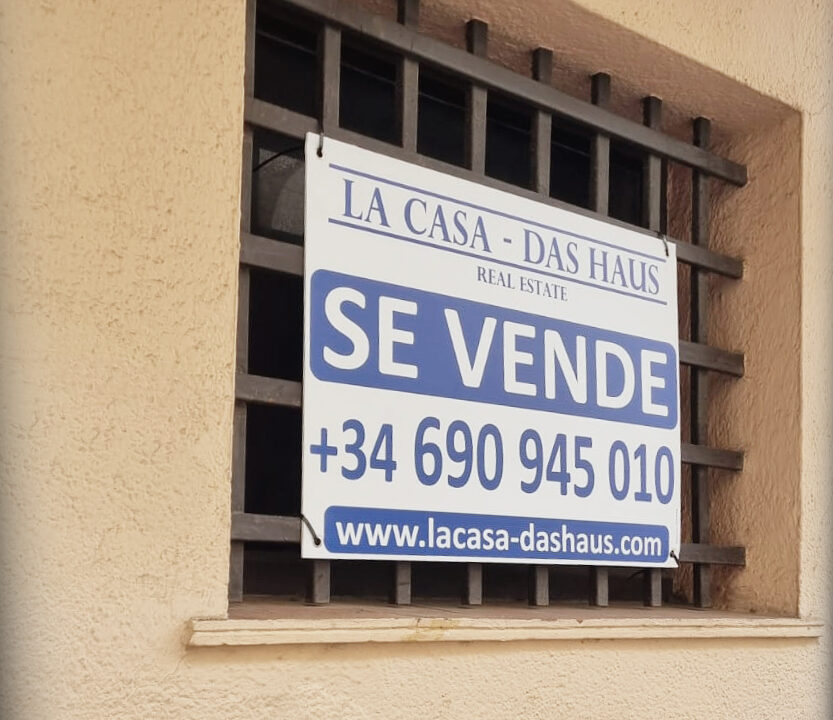 LA CASA - DAS HAUS
REAL ESTATE
SE VENDE
+34 690 945 010
www.lacasa-dashaus.com